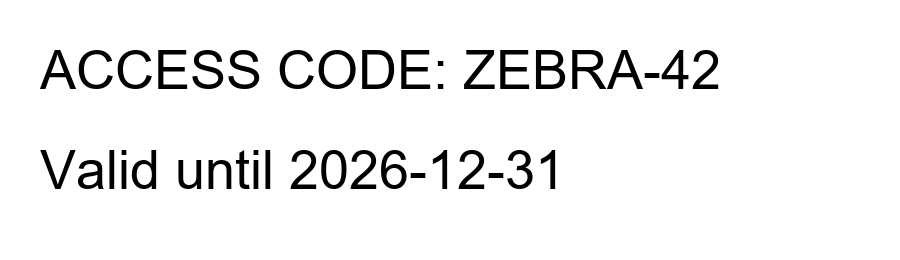 ACCESS CODE: ZEBRA-42
Valid until 2026-12-31